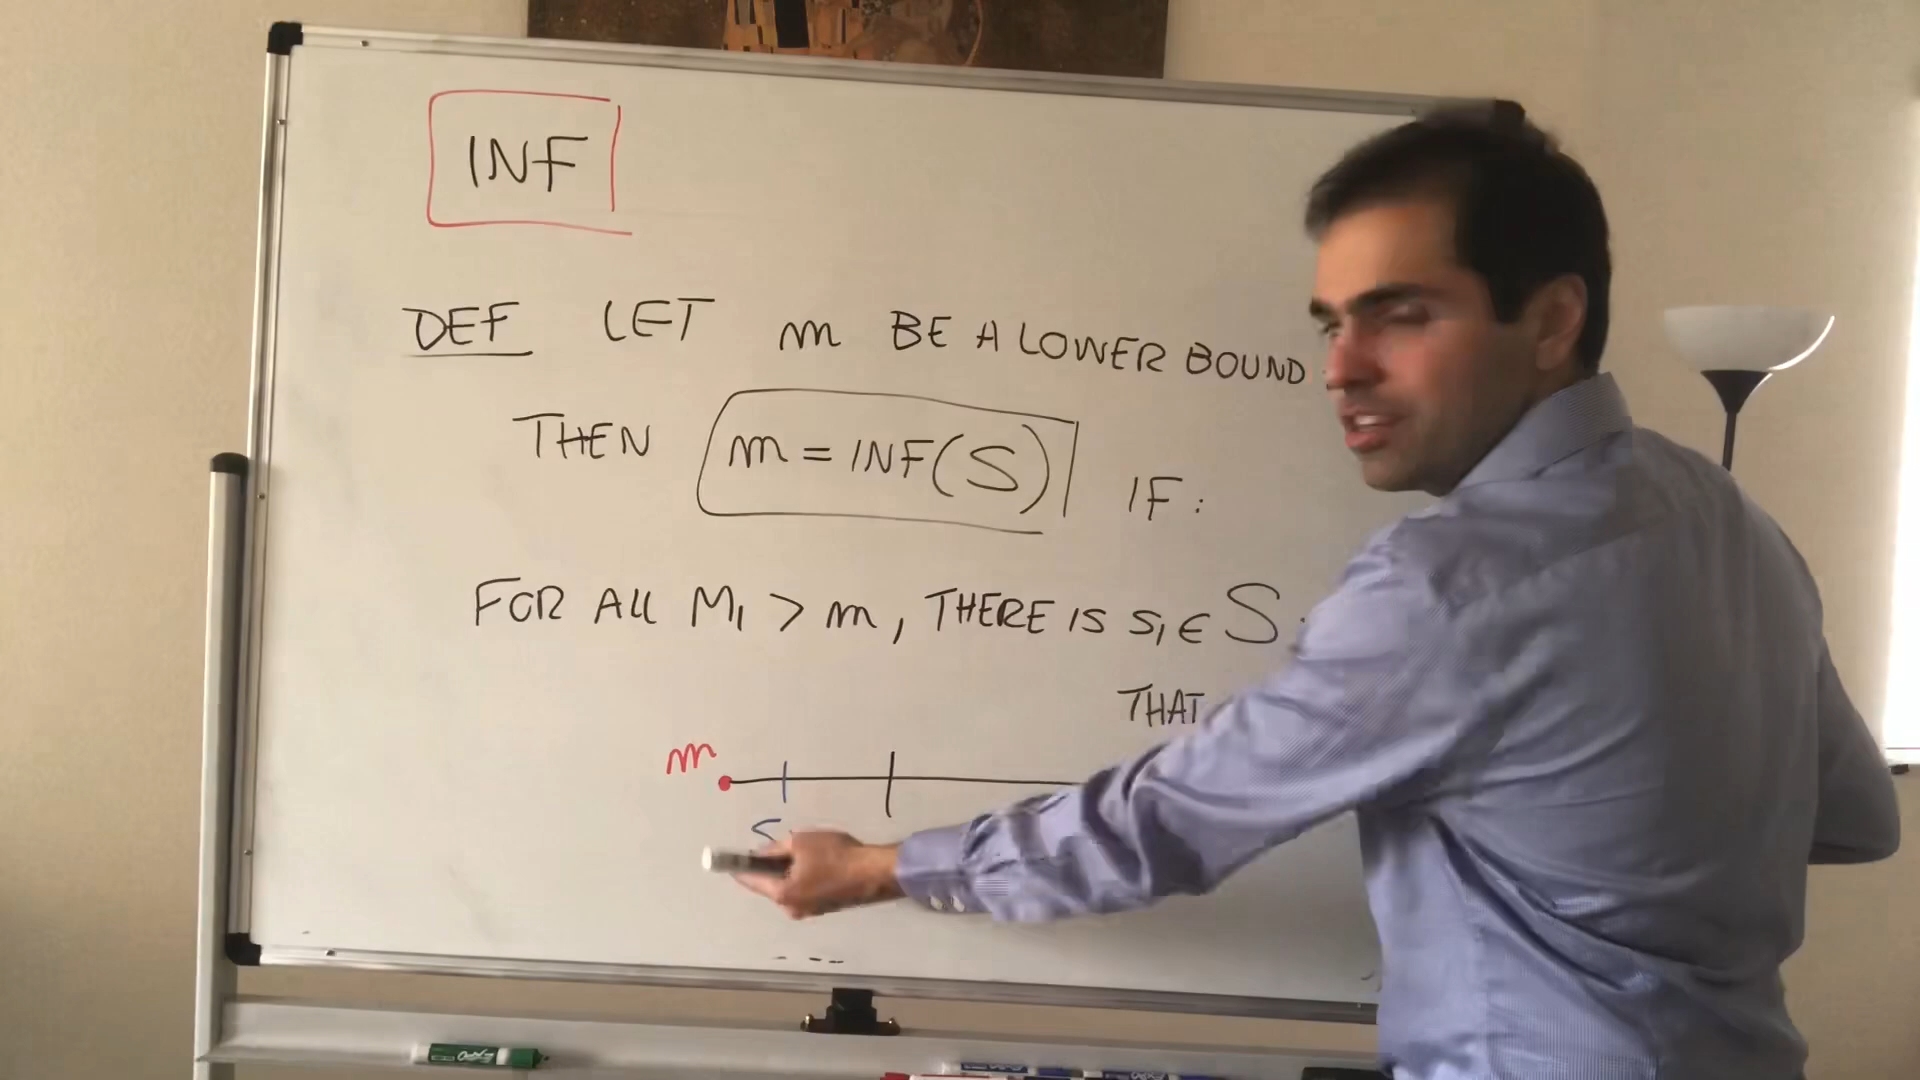 INF
DEF LET m BE A LOWER BOUND
THEN m = INF(S) IF:
FOR ALL M₁ > m, THERE IS s₁ ∈ S
THAT
m